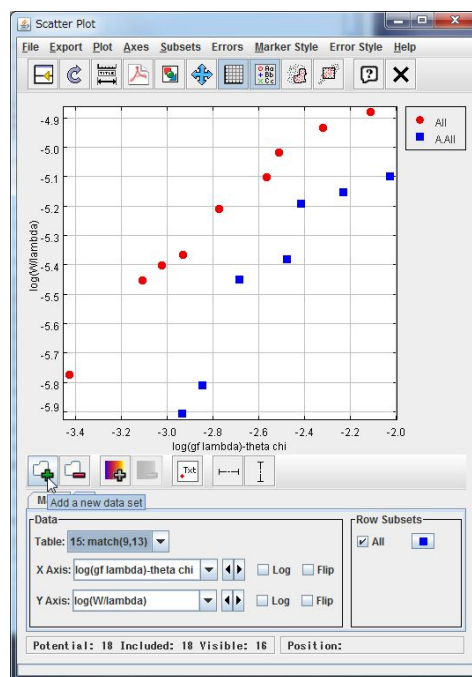 Scatter Plot
File Export Plot Axes Subsets Errors Marker Style Error Style Help
-4.9
-5.0
-5.1
-5.2
-5.3
-5.4
-5.5
-5.6
-5.7
-5.8
-5.9
log(W/lambda)
-3.4 -3.2 -3.0 -2.8 -2.6 -2.4 -2.2 -2.0
log(gf lambda)-theta chi
All
A.All
Txt
Add a new data set
Data
Table: 15: match(9,13)
X Axis: log(gf lambda)-theta chi Log Flip
Y Axis: log(W/lambda) Log Flip
Row Subsets
All
Potential: 18 Included: 18 Visible: 16 Position: